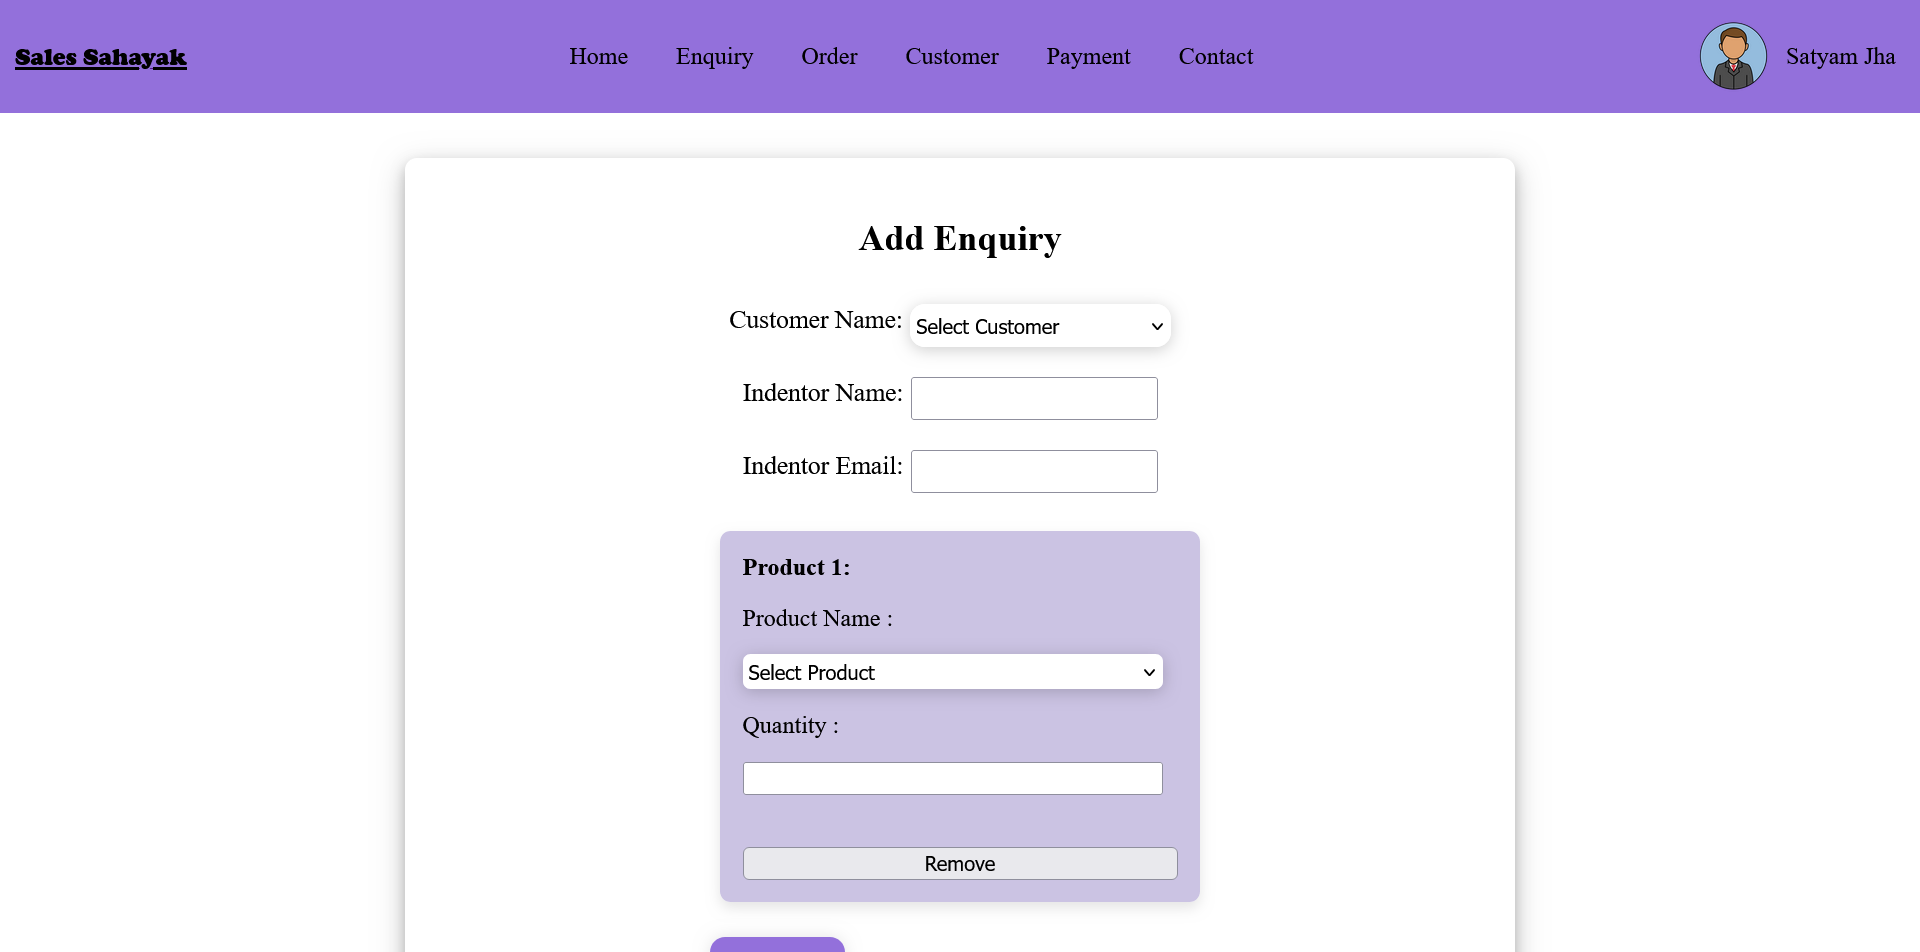 Sales Sahayak
Home Enquiry Order Customer Payment Contact
Satyam Jha
Add Enquiry
Customer Name: Select Customer
Indentor Name:
Indentor Email:
Product 1:
Product Name :
Select Product
Quantity :
Remove